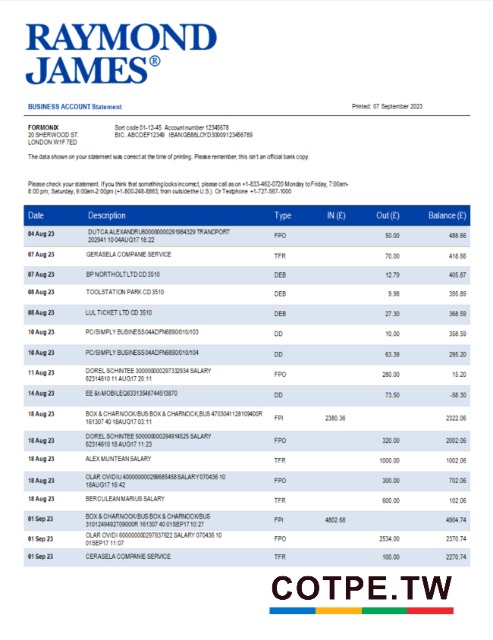 RAYMOND
JAMES®
BUSINESS ACCOUNT Statement
Printed: 07 September 2023
FORMONIX
20 SHERWOOD ST.
LONDON W1F7ED
Sort code 01-12-45 Account number 12345678
BIC: ABCDEF12349 IBAN:GB88LOYD30009123456789
The data shown on your statement was correct at the time of printing. Please remember, this isn't an official bank copy.
Please check your statement. If you think that something looks incorrect, please call as on +1-833-462-0720 Monday to Friday, 7:00am-
8:00 pm; Saturday, 9:00am-2:00pm (+1-800-248-8863, from outside the U.S.). Or Textphone +1-727-567-1000
Date Description Type IN (£) Out (£) Balance (£)
04 Aug 23 DUTCA ALEXANDRU600000000291984329 TRANCPORT FPO 50.00 488.66
202941 10 04AUG17 18:22
07 Aug 23 GERASELA COMPANIE SERVICE TFR 70.00 418.66
07 Aug 23 BP NORTHOLT LTD CD 3510 DEB 12.79 405.87
08 Aug 23 TOOLSTATION PARK CD 3510 DEB 9.98 395.89
08 Aug 23 LUL TICKET LTD CD 3510 DEB 27.30 368.59
10 Aug 23 PC/SIMPLY BUSINESS04ADFN6890/010/103 DD 10.00 358.59
10 Aug 23 PC/SIMPLY BUSINESS04ADFN6890/010/104 DD 63.39 295.20
11 Aug 23 DOREL SCHINTEE 300000000297332934 SALARY FPO 280.00 15.20
62314610 11AUG17 20:11
14 Aug 23 EE &t-MOBILEQ63313548744513870 DD 73.50 -58.30
18 Aug 23 BOX & CHARNOCK/BUS BOX & CHARNOCK,BUS 4703041128109400R FPI 2380.36 2322.06
161307 40 18AUG17 03:11
18 Aug 23 DOREL SCHINTEE 500000000294914525 SALARY FPO 320.00 2002.06
62314610 18 AUG17 11:23
18 Aug 23 ALEX MUNTEAN SALARY TFR 1000.00 1002.06
18 Aug 23 OLAR OVIDIU 400000000299685458 SALARY 070436 10 FPO 300.00 702.06
18AUG17 16:42
18 Aug 23 BERCULEAN MARIUS SALARY TFR 600.00 102.06
01 Sep 23 BOX & CHARNOCK/BUS BOX & CHARNOCK/BUS FPI 4802.68 4904.74
3101249492709000R 161307 40 01SEP17 10:27
01 Sep 23 OLAR OVIDI 600000000297937622 SALARY 070436 10 FPO 2534.00 2370.74
01SEP17 11:07
01 Sep 23 CERASELA COMPANIE SERVICE TFR 100.00 2270.74
COTPE.TW